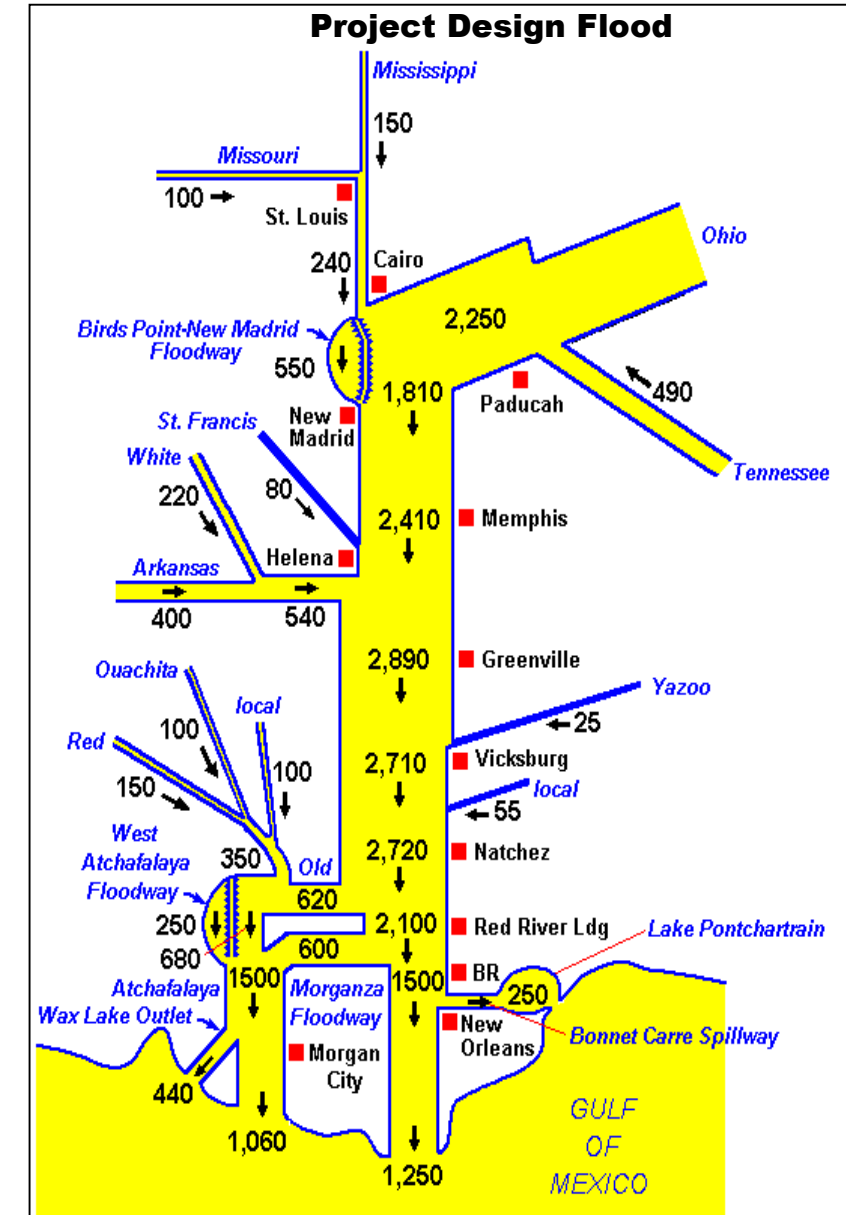 Project Design Flood
Mississippi
150
Missouri
100
St. Louis
Ohio
240
Cairo
2,250
Birds Point-New Madrid
Floodway
550
1,810
Paducah
490
Tennessee
New
Madrid
St. Francis
White
220
80
2,410
Memphis
Helena
Arkansas
400
540
2,890
Greenville
Ouachita
local
Yazoo
25
Red
100
100
150
2,710
Vicksburg
local
55
West
Atchafalaya
Floodway
350
Old
2,720
Natchez
620
250
2,100
Red River Ldg
Lake Pontchartrain
680
600
BR
1500
1500
250
Atchafalaya
Wax Lake Outlet
Morganza
Floodway
New
Orleans
Bonnet Carre Spillway
Morgan
City
440
1,060
1,250
GULF
OF
MEXICO